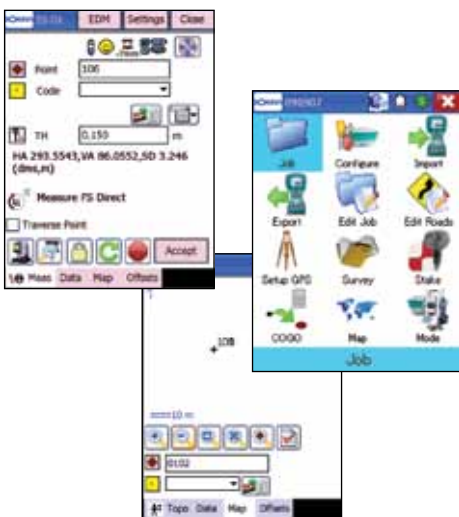 EDM Settings Close
Point 106
Code
TH 0.150 m
HA 293.5543,VA 86.0552,SD 3.246
(dms,m)
Measure FS Direct
Traverse Point
Accept
Meas Data Map Offsets
Job Configure Import
Export Edit Job Edit Roads
Setup GPS Survey Stake
COGO Map Mode
Job
10 m
0102
Topo Data Map Offsets